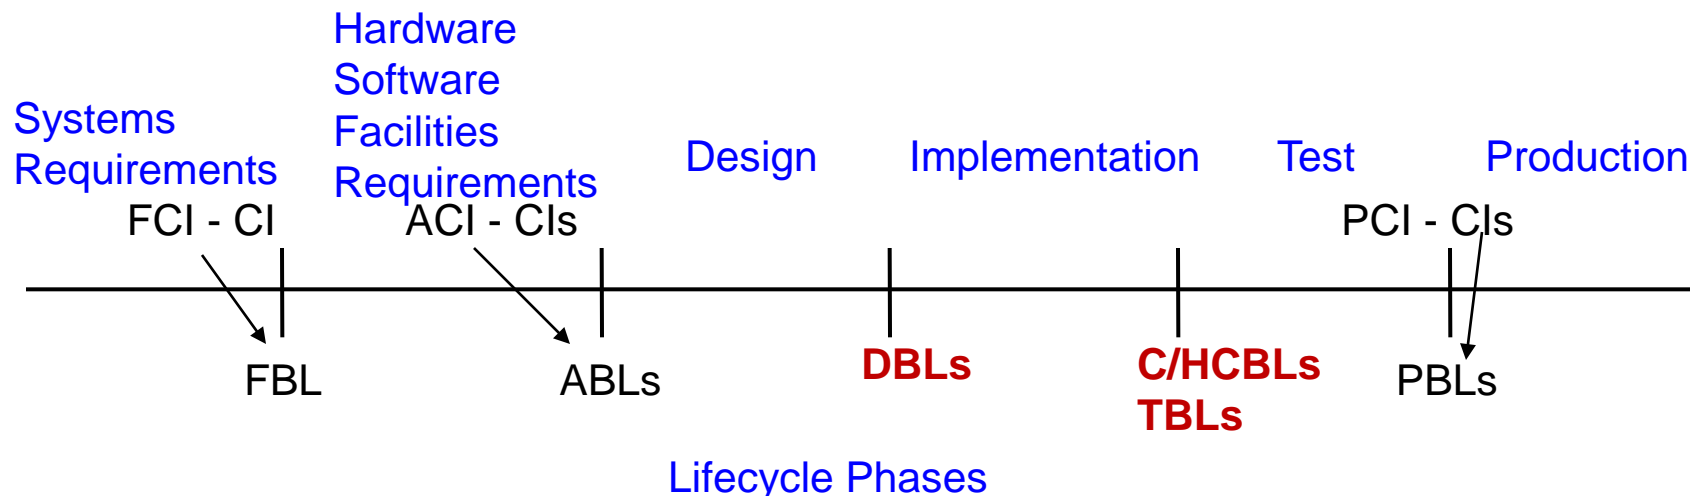 Systems
Requirements
Hardware
Software
Facilities
Requirements
Design
Implementation
Test
Production
FCI - CI
ACI - CIs
PCI - CIs
FBL
ABLs
DBLs
C/HCBLs
TBLs
PBLs
Lifecycle Phases